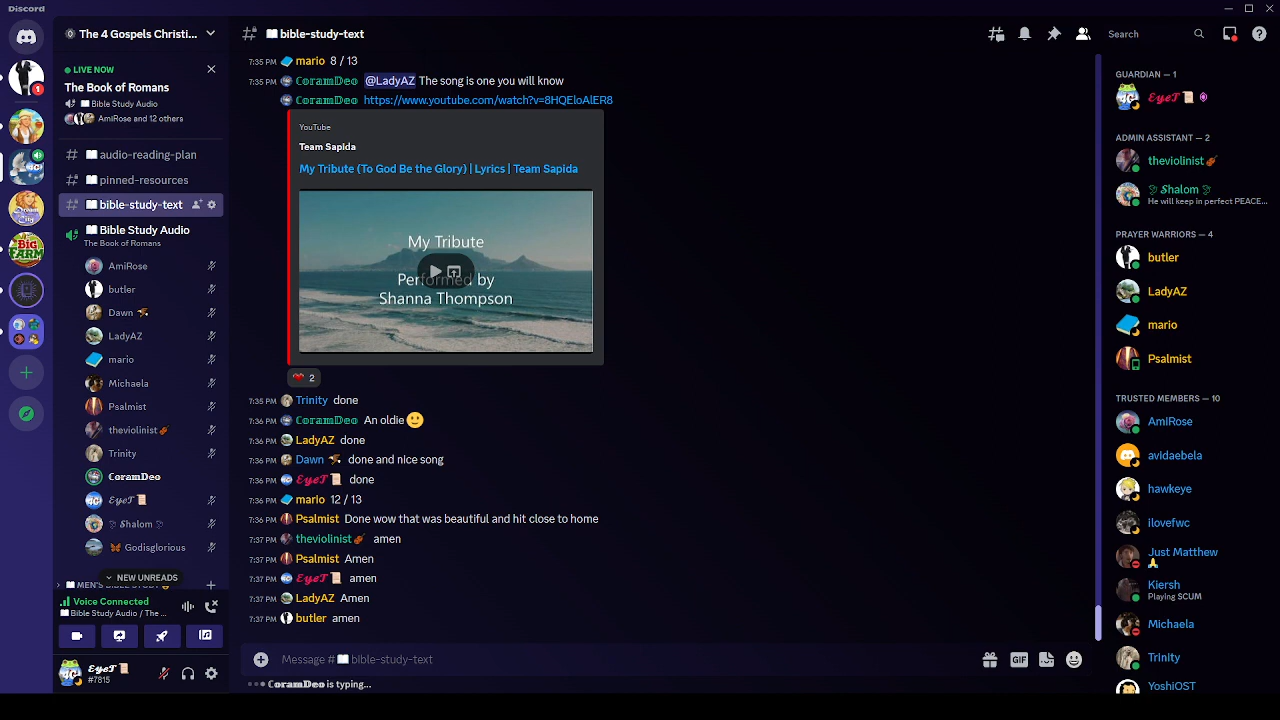 Discord
The 4 Gospels Christi...
bible-study-text
Search
LIVE NOW
The Book of Romans
Bible Study Audio
AmiRose and 12 others
audio-reading-plan
pinned-resources
bible-study-text
Bible Study Audio
The Book of Romans
AmiRose
butler
Dawn
LadyAZ
mario
Michaela
Psalmist
theviolinist
Trinity
ℂ𝕠𝕣𝕒𝕞𝔻𝕖𝕠
𝓔𝔂𝓮𝓣
𝓢halom
Godisglorious
NEW UNREADS
MEN'S BIBLE STUDY
Voice Connected
Bible Study Audio / The ...
𝓔𝔂𝓮𝓣
#7815
1
7:35 PM mario 8 / 13
7:35 PM ℂ𝕠𝕣𝕒𝕞𝔻𝕖𝕠 @LadyAZ The song is one you will know
ℂ𝕠𝕣𝕒𝕞𝔻𝕖𝕠 https://www.youtube.com/watch?v=8HQEloAlER8
YouTube
Team Sapida
My Tribute (To God Be the Glory) | Lyrics | Team Sapida
My Tribute
Performed by
Shanna Thompson
2
7:35 PM Trinity done
7:36 PM ℂ𝕠𝕣𝕒𝕞𝔻𝕖𝕠 An oldie 🙂
7:36 PM LadyAZ done
7:36 PM Dawn done and nice song
7:36 PM 𝓔𝔂𝓮𝓣 done
7:36 PM mario 12 / 13
7:36 PM Psalmist Done wow that was beautiful and hit close to home
7:37 PM theviolinist amen
7:37 PM Psalmist Amen
7:37 PM 𝓔𝔂𝓮𝓣 amen
7:37 PM LadyAZ Amen
7:37 PM butler amen
Message # bible-study-text
GIF
ℂ𝕠𝕣𝕒𝕞𝔻𝕖𝕠 is typing...
GUARDIAN — 1
𝓔𝔂𝓮𝓣
ADMIN ASSISTANT — 2
theviolinist
𝓢halom
He will keep in perfect PEACE...
PRAYER WARRIORS — 4
butler
LadyAZ
mario
Psalmist
TRUSTED MEMBERS — 10
AmiRose
avidaebela
hawkeye
ilovefwc
Just Matthew
Kiersh
Playing SCUM
Michaela
Trinity
YoshiOST